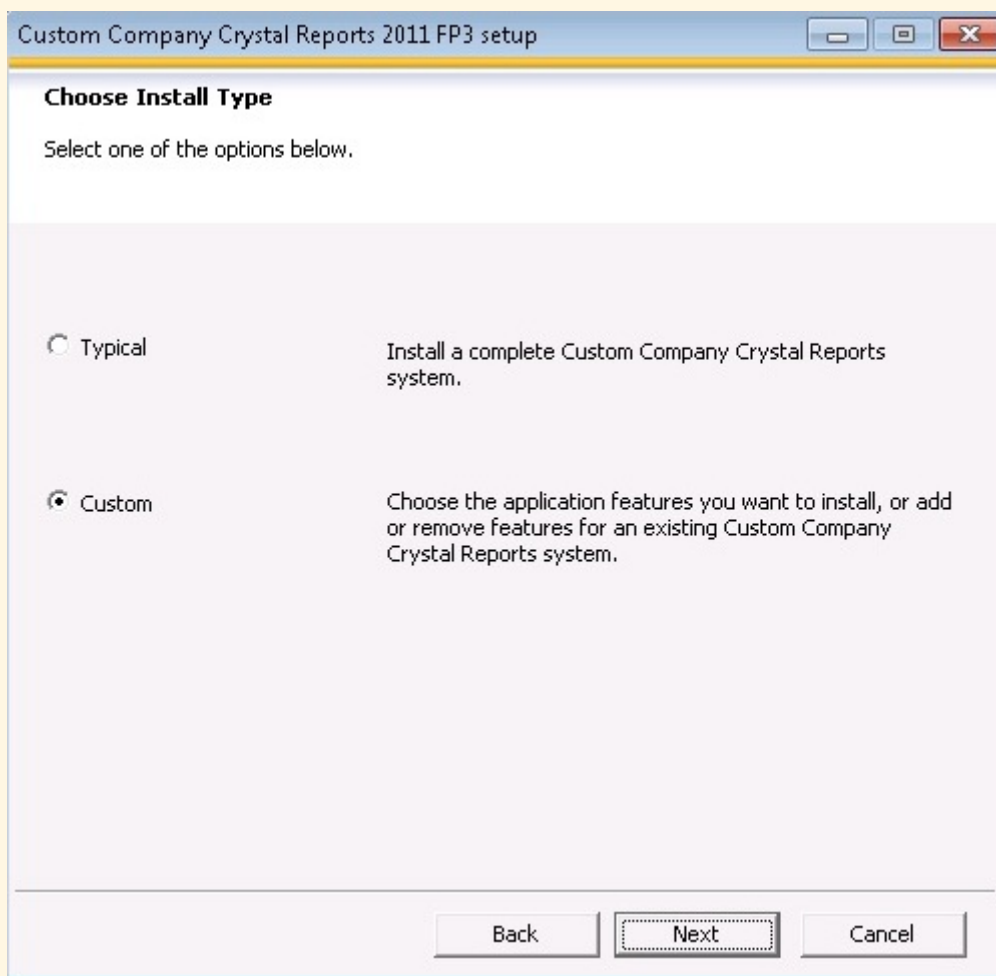 Custom Company Crystal Reports 2011 FP3 setup
Choose Install Type
Select one of the options below.
Typical
Install a complete Custom Company Crystal Reports
system.
Custom
Choose the application features you want to install, or add
or remove features for an existing Custom Company
Crystal Reports system.
Back
Next
Cancel